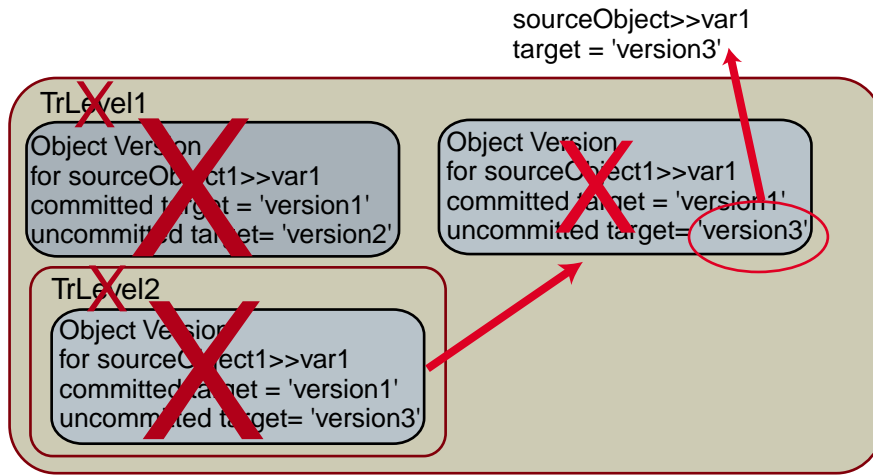 sourceObject>>var1
target = 'version3'
TrLevel1
Object Version
for sourceObject1>>var1
committed target = 'version1'
uncommitted target= 'version2'
Object Version
for sourceObject1>>var1
committed target = 'version1'
uncommitted target= 'version3'
TrLevel2
Object Version
for sourceObject1>>var1
committed target = 'version1'
uncommitted target= 'version3'